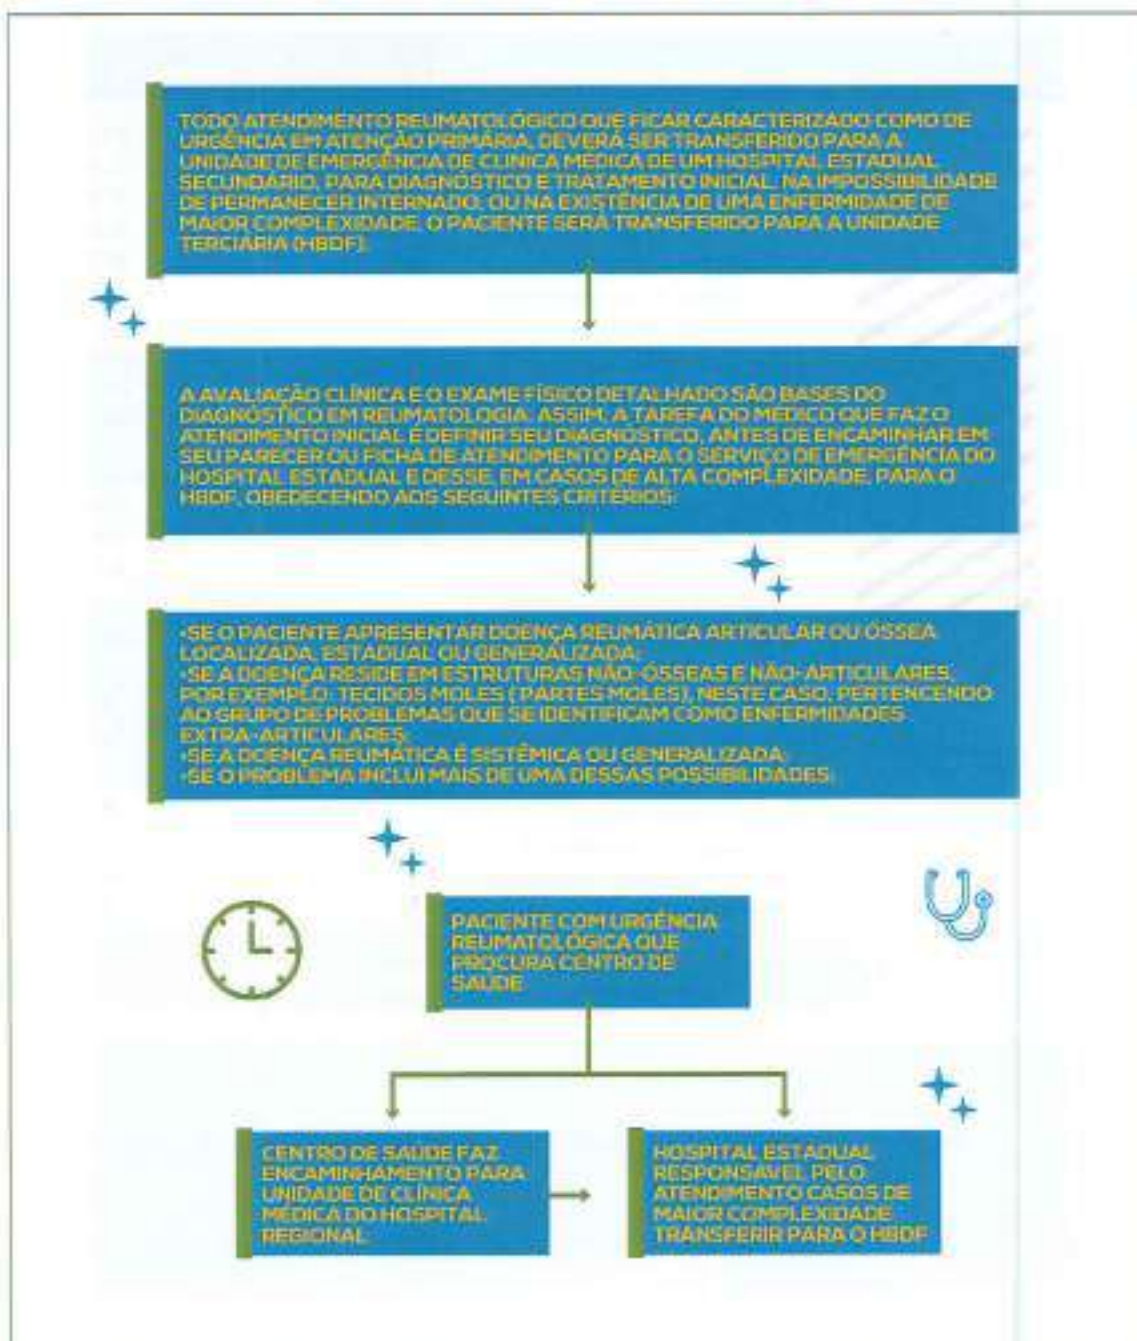 TODO ATENDIMENTO REUMATOLÓGICO QUE FICAR CARACTERIZADO COMO DE
URGÊNCIA EM ATENÇÃO PRIMÁRIA, DEVERÁ SER TRANSFERIDO PARA A
UNIDADE DE EMERGÊNCIA DE CLÍNICA MÉDICA DE UM HOSPITAL ESTADUAL
SECUNDÁRIO, PARA DIAGNÓSTICO E TRATAMENTO INICIAL. NA IMPOSSIBILIDADE
DE PERMANECER INTERNADO, OU NA EXISTÊNCIA DE UMA ENFERMIDADE DE
MAIOR COMPLEXIDADE, O PACIENTE SERÁ TRANSFERIDO PARA A UNIDADE
TERCIÁRIA (HBDF).
A AVALIAÇÃO CLÍNICA E O EXAME FÍSICO DETALHADO SÃO BASES DO
DIAGNÓSTICO EM REUMATOLOGIA. ASSIM, A TAREFA DO MÉDICO QUE FAZ O
ATENDIMENTO INICIAL É DEFINIR SEU DIAGNÓSTICO, ANTES DE ENCAMINHAR EM
SEU PARECER OU FICHA DE ATENDIMENTO PARA O SERVIÇO DE EMERGÊNCIA DO
HOSPITAL ESTADUAL E DESSE, EM CASOS DE ALTA COMPLEXIDADE, PARA O
HBDF, OBEDECENDO AOS SEGUINTES CRITÉRIOS:
•SE O PACIENTE APRESENTAR DOENÇA REUMÁTICA ARTICULAR OU ÓSSEA
LOCALIZADA, ESTADUAL OU GENERALIZADA;
•SE A DOENÇA RESIDE EM ESTRUTURAS NÃO-ÓSSEAS E NÃO-ARTICULARES,
POR EXEMPLO: TECIDOS MOLES (PARTES MOLES), NESTE CASO, PERTENCENDO
AO GRUPO DE PROBLEMAS QUE SE IDENTIFICAM COMO ENFERMIDADES
EXTRA-ARTICULARES;
•SE A DOENÇA REUMÁTICA É SISTÊMICA OU GENERALIZADA;
•SE O PROBLEMA INCLUI MAIS DE UMA DESSAS POSSIBILIDADES;
PACIENTE COM URGÊNCIA
REUMATOLÓGICA QUE
PROCURA CENTRO DE
SAÚDE
CENTRO DE SAÚDE FAZ
ENCAMINHAMENTO PARA
UNIDADE DE CLÍNICA
MÉDICA DO HOSPITAL
REGIONAL
HOSPITAL ESTADUAL
RESPONSAVEL PELO
ATENDIMENTO CASOS DE
MAIOR COMPLEXIDADE
TRANSFERIR PARA O HBDF